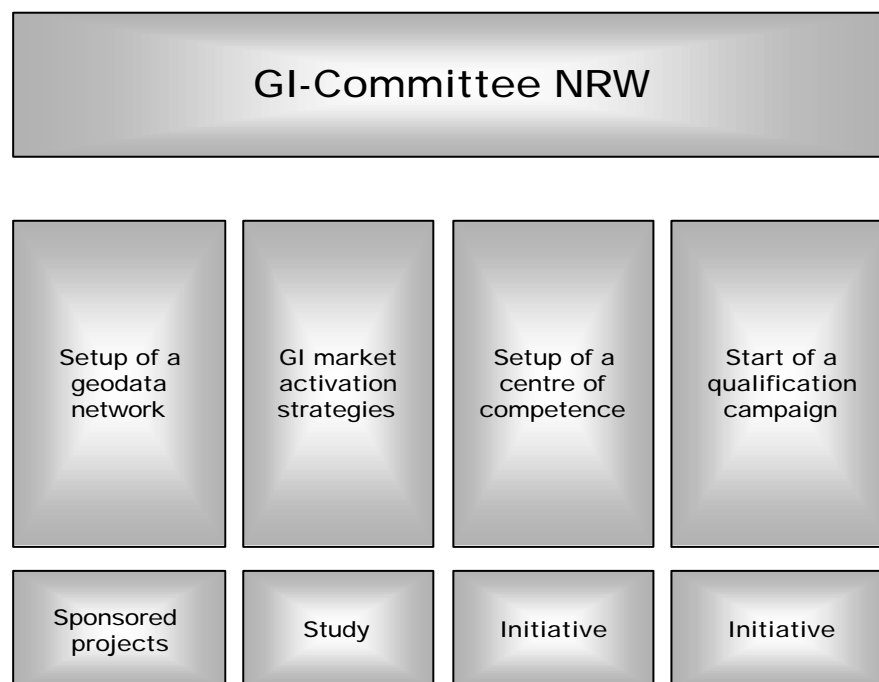 GI-Committee NRW
Setup of a
geodata
network
GI market
activation
strategies
Setup of a
centre of
competence
Start of a
qualification
campaign
Sponsored
projects
Study
Initiative
Initiative